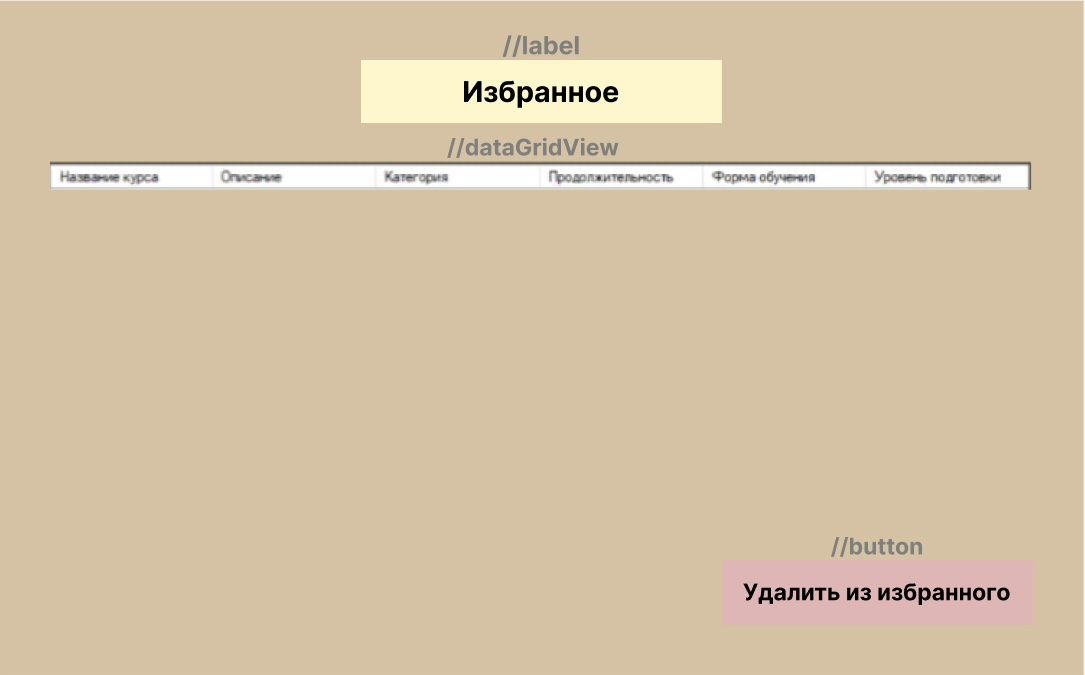 //label
Избранное
//dataGridView
Название курса Описание Категория Продолжительность Форма обучения Уровень подготовки
//button
Удалить из избранного